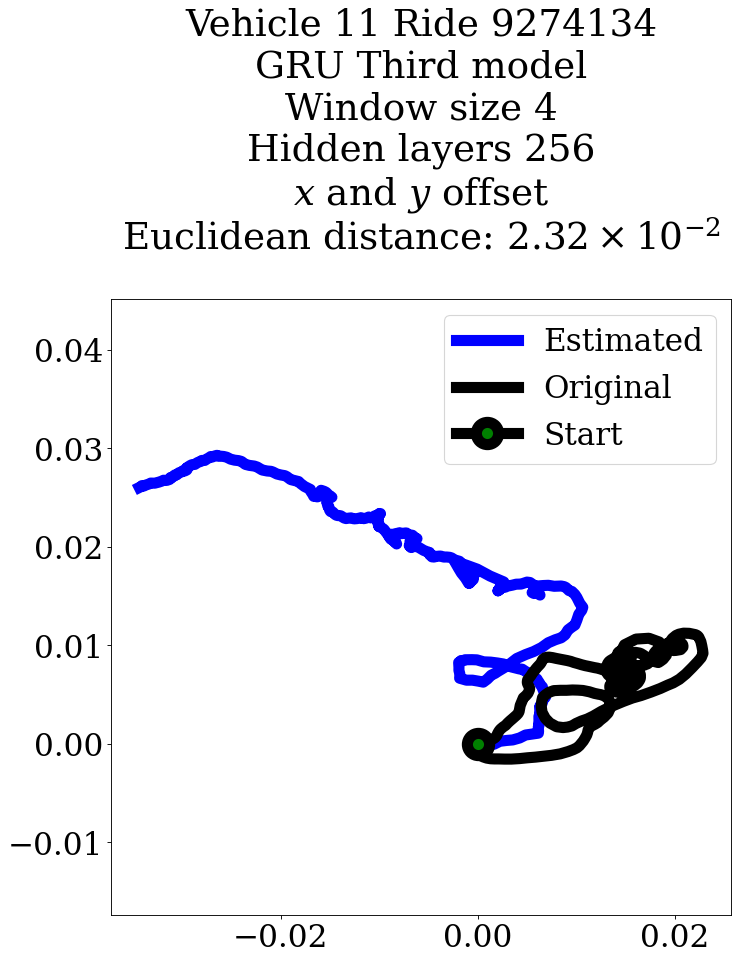 Vehicle 11 Ride 9274134
GRU Third model
Window size 4
Hidden layers 256
x and y offset
Euclidean distance: 2.32 × 10⁻²
Estimated
Original
Start
0.04
0.03
0.02
0.01
0.00
−0.01
−0.02
0.00
0.02